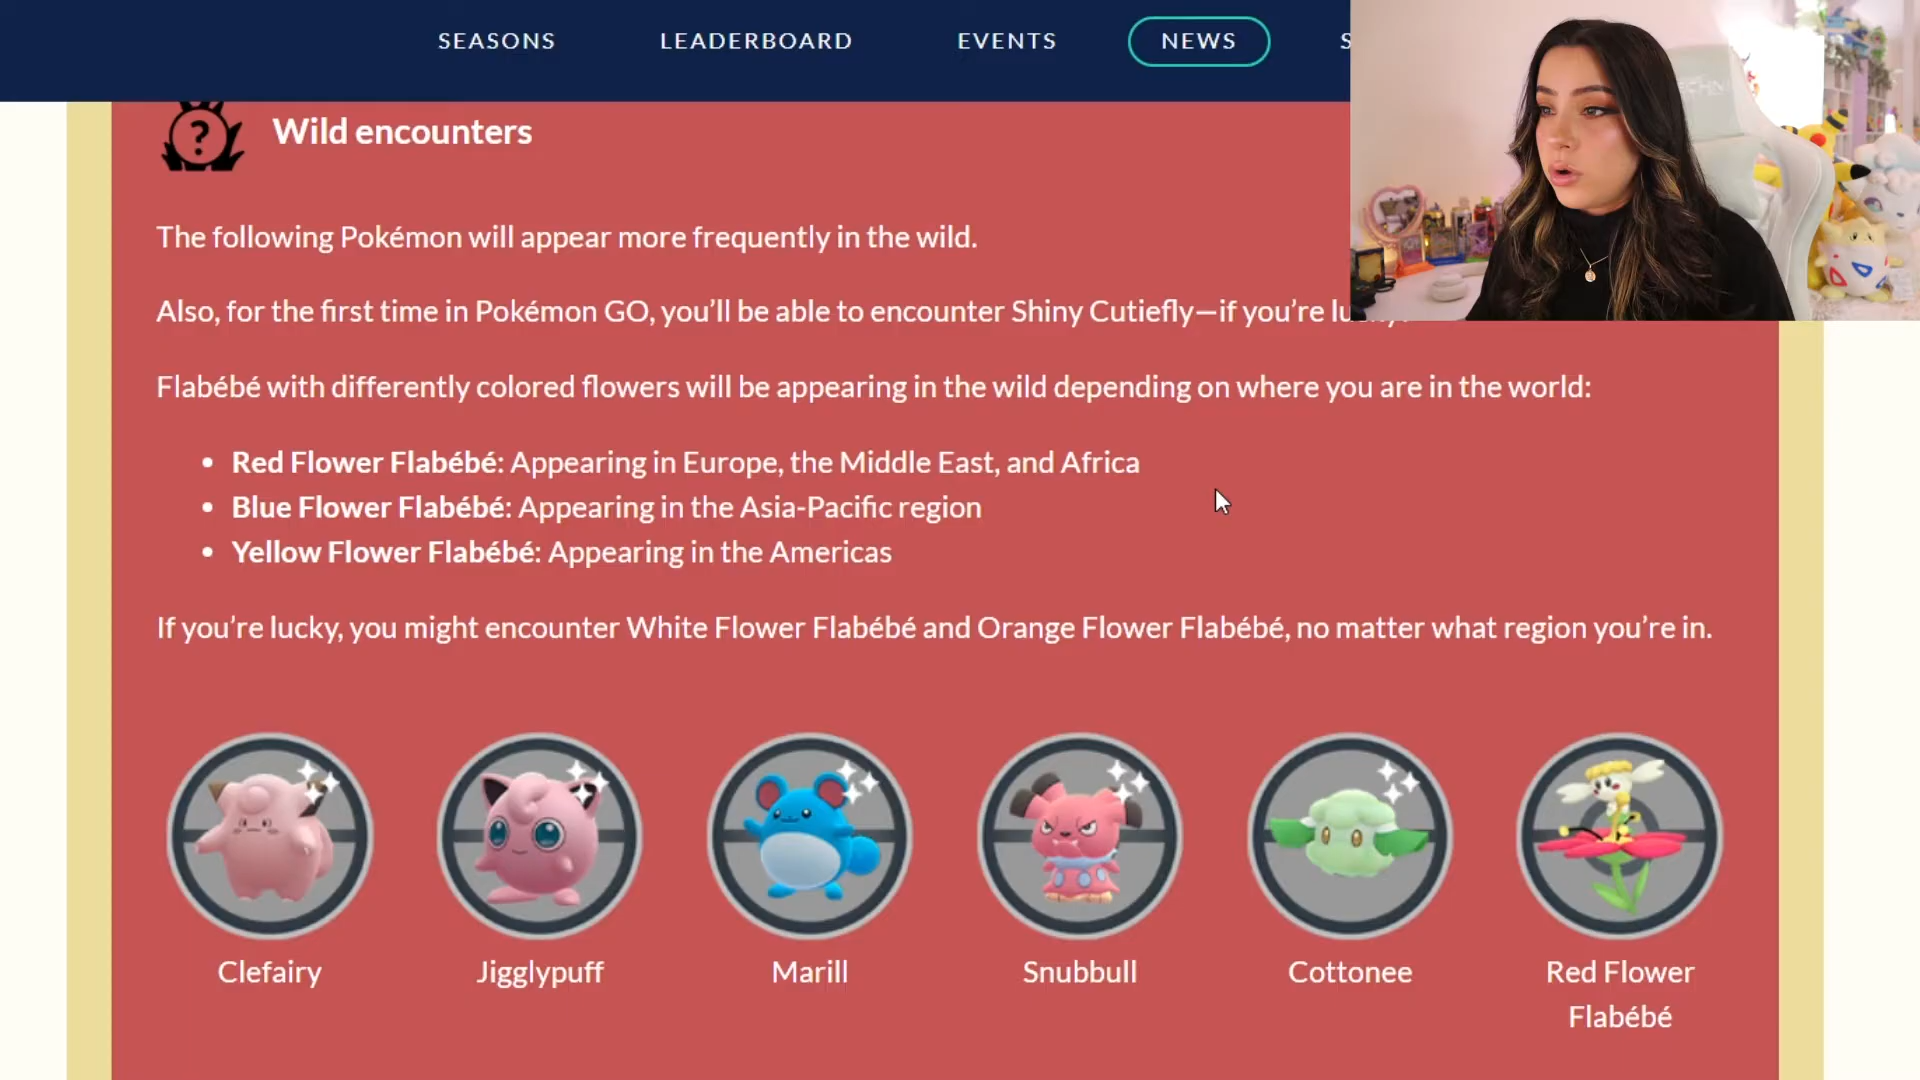 SEASONS LEADERBOARD EVENTS NEWS S
Wild encounters
?
The following Pokémon will appear more frequently in the wild.
Also, for the first time in Pokémon GO, you’ll be able to encounter Shiny Cutiefly—if you’re
Flabébé with differently colored flowers will be appearing in the wild depending on where you are in the world:
• Red Flower Flabébé: Appearing in Europe, the Middle East, and Africa
• Blue Flower Flabébé: Appearing in the Asia-Pacific region
• Yellow Flower Flabébé: Appearing in the Americas
If you’re lucky, you might encounter White Flower Flabébé and Orange Flower Flabébé, no matter what region you’re in.
Clefairy Jigglypuff Marill Snubbull Cottonee Red Flower
Flabébé